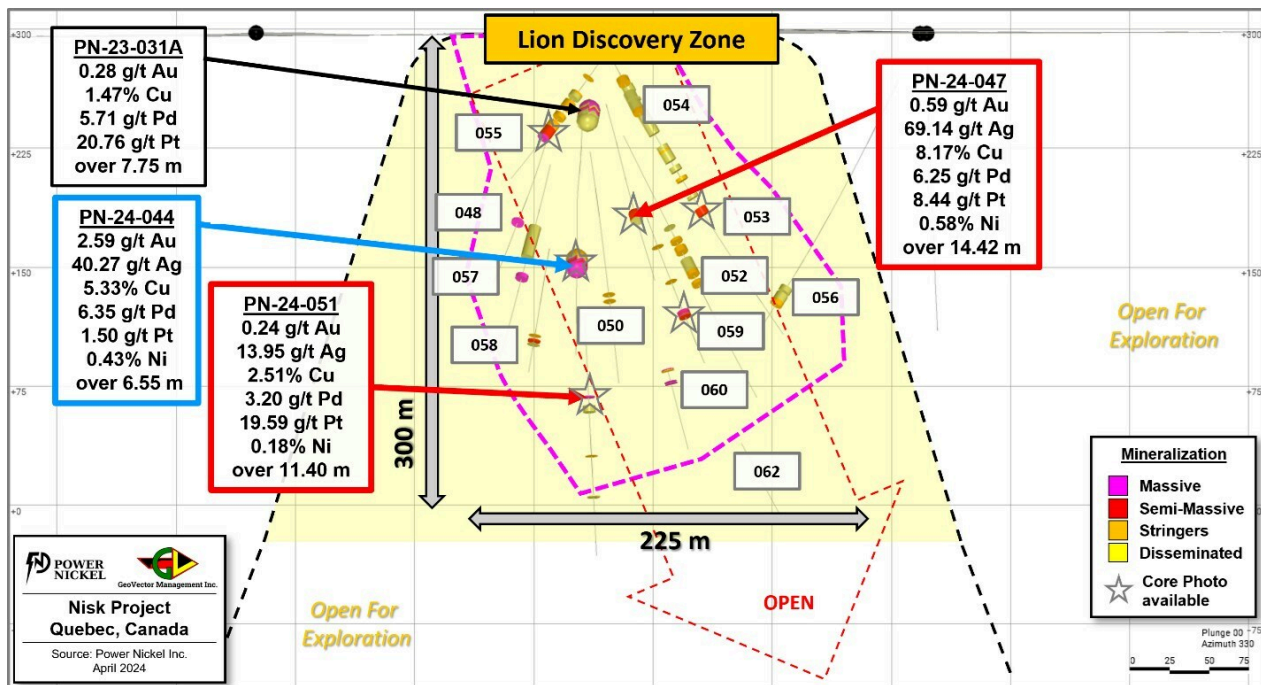 Lion Discovery Zone
PN-23-031A
0.28 g/t Au
1.47% Cu
5.71 g/t Pd
20.76 g/t Pt
over 7.75 m
PN-24-044
2.59 g/t Au
40.27 g/t Ag
5.33% Cu
6.35 g/t Pd
1.50 g/t Pt
0.43% Ni
over 6.55 m
PN-24-051
0.24 g/t Au
13.95 g/t Ag
2.51% Cu
3.20 g/t Pd
19.59 g/t Pt
0.18% Ni
over 11.40 m
PN-24-047
0.59 g/t Au
69.14 g/t Ag
8.17% Cu
6.25 g/t Pd
8.44 g/t Pt
0.58% Ni
over 14.42 m
+300
+225
+150
+75
+0
+300
+225
+150
+75
+0
-75
055
054
048
053
057
052
056
050
059
058
060
062
300 m
225 m
OPEN
Open For
Exploration
Open For
Exploration
Mineralization
Massive
Semi-Massive
Stringers
Disseminated
Core Photo
available
POWER
NICKEL
GeoVector Management Inc.
Nisk Project
Quebec, Canada
Source: Power Nickel Inc.
April 2024
Plunge 00
Azimuth 330
0 25 50 75